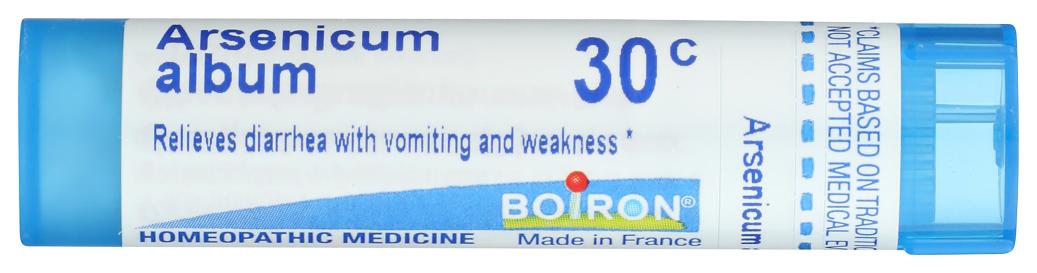 Arsenicum
album
30C
Relieves diarrhea with vomiting and weakness *
BOIRON®
HOMEOPATHIC MEDICINE
Made in France
Arsenicum
*CLAIMS BASED ON
NOT ACCEPTED MEDICAL